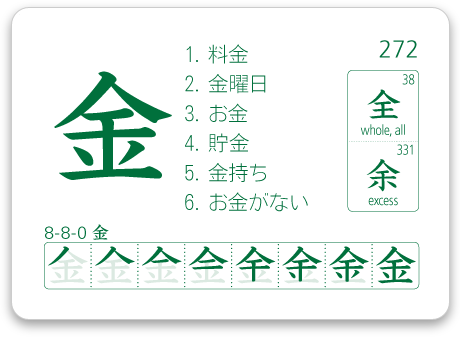 金
1. 料金
2. 金曜日
3. お金
4. 貯金
5. 金持ち
6. お金がない
272
38
全
whole, all
331
余
excess
8-8-0 金
金 金 金 金 金 金 金 金